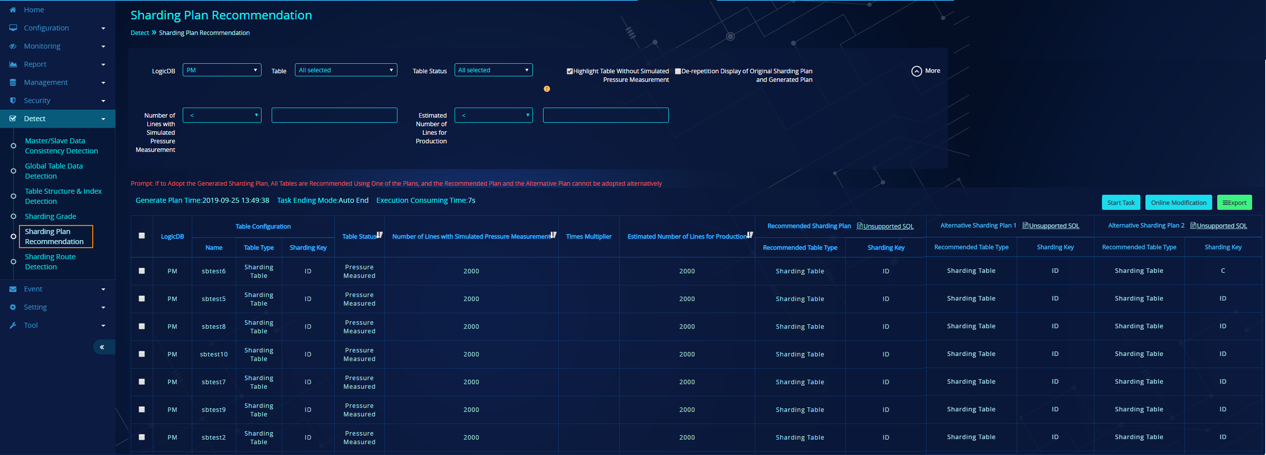 Home
Configuration
Monitoring
Report
Management
Security
Detect
Master/Slave Data
Consistency Detection
Global Table Data
Detection
Table Structure & Index
Detection
Sharding Grade
Sharding Plan
Recommendation
Sharding Route
Detection
Event
Setting
Tool
«
Sharding Plan Recommendation
Detect » Sharding Plan Recommendation
LogicDB PM Table All selected Table Status All selected Highlight Table Without Simulated Pressure Measurement De-repetition Display of Original Sharding Plan and Generated Plan More
Number of Lines with Simulated Pressure Measurement < Estimated Number of Lines for Production <
Prompt: If to Adopt the Generated Sharding Plan, All Tables are Recommended Using One of the Plans, and the Recommended Plan and the Alternative Plan cannot be adopted alternatively
Generate Plan Time:2019-09-25 13:49:38 Task Ending Mode:Auto End Execution Consuming Time:7s Start Task Online Modification Export
LogicDB Table Configuration Table Status Number of Lines with Simulated Pressure Measurement Times Multiplier Estimated Number of Lines for Production Recommended Sharding Plan Unsupported SQL Alternative Sharding Plan 1 Unsupported SQL Alternative Sharding Plan 2 Unsupported SQL
Name Table Type Sharding Key Recommended Table Type Sharding Key Recommended Table Type Sharding Key Recommended Table Type Sharding Key
PM sbtest6 Sharding Table ID Pressure Measured 2000 2000 Sharding Table ID Sharding Table ID Sharding Table C
PM sbtest5 Sharding Table ID Pressure Measured 2000 2000 Sharding Table ID Sharding Table ID Sharding Table ID
PM sbtest8 Sharding Table ID Pressure Measured 2000 2000 Sharding Table ID Sharding Table ID Sharding Table ID
PM sbtest10 Sharding Table ID Pressure Measured 2000 2000 Sharding Table ID Sharding Table ID Sharding Table ID
PM sbtest7 Sharding Table ID Pressure Measured 2000 2000 Sharding Table ID Sharding Table ID Sharding Table ID
PM sbtest9 Sharding Table ID Pressure Measured 2000 2000 Sharding Table ID Sharding Table ID Sharding Table ID
PM sbtest2 Sharding Table ID Pressure Measured 2000 2000 Sharding Table ID Sharding Table ID Sharding Table ID